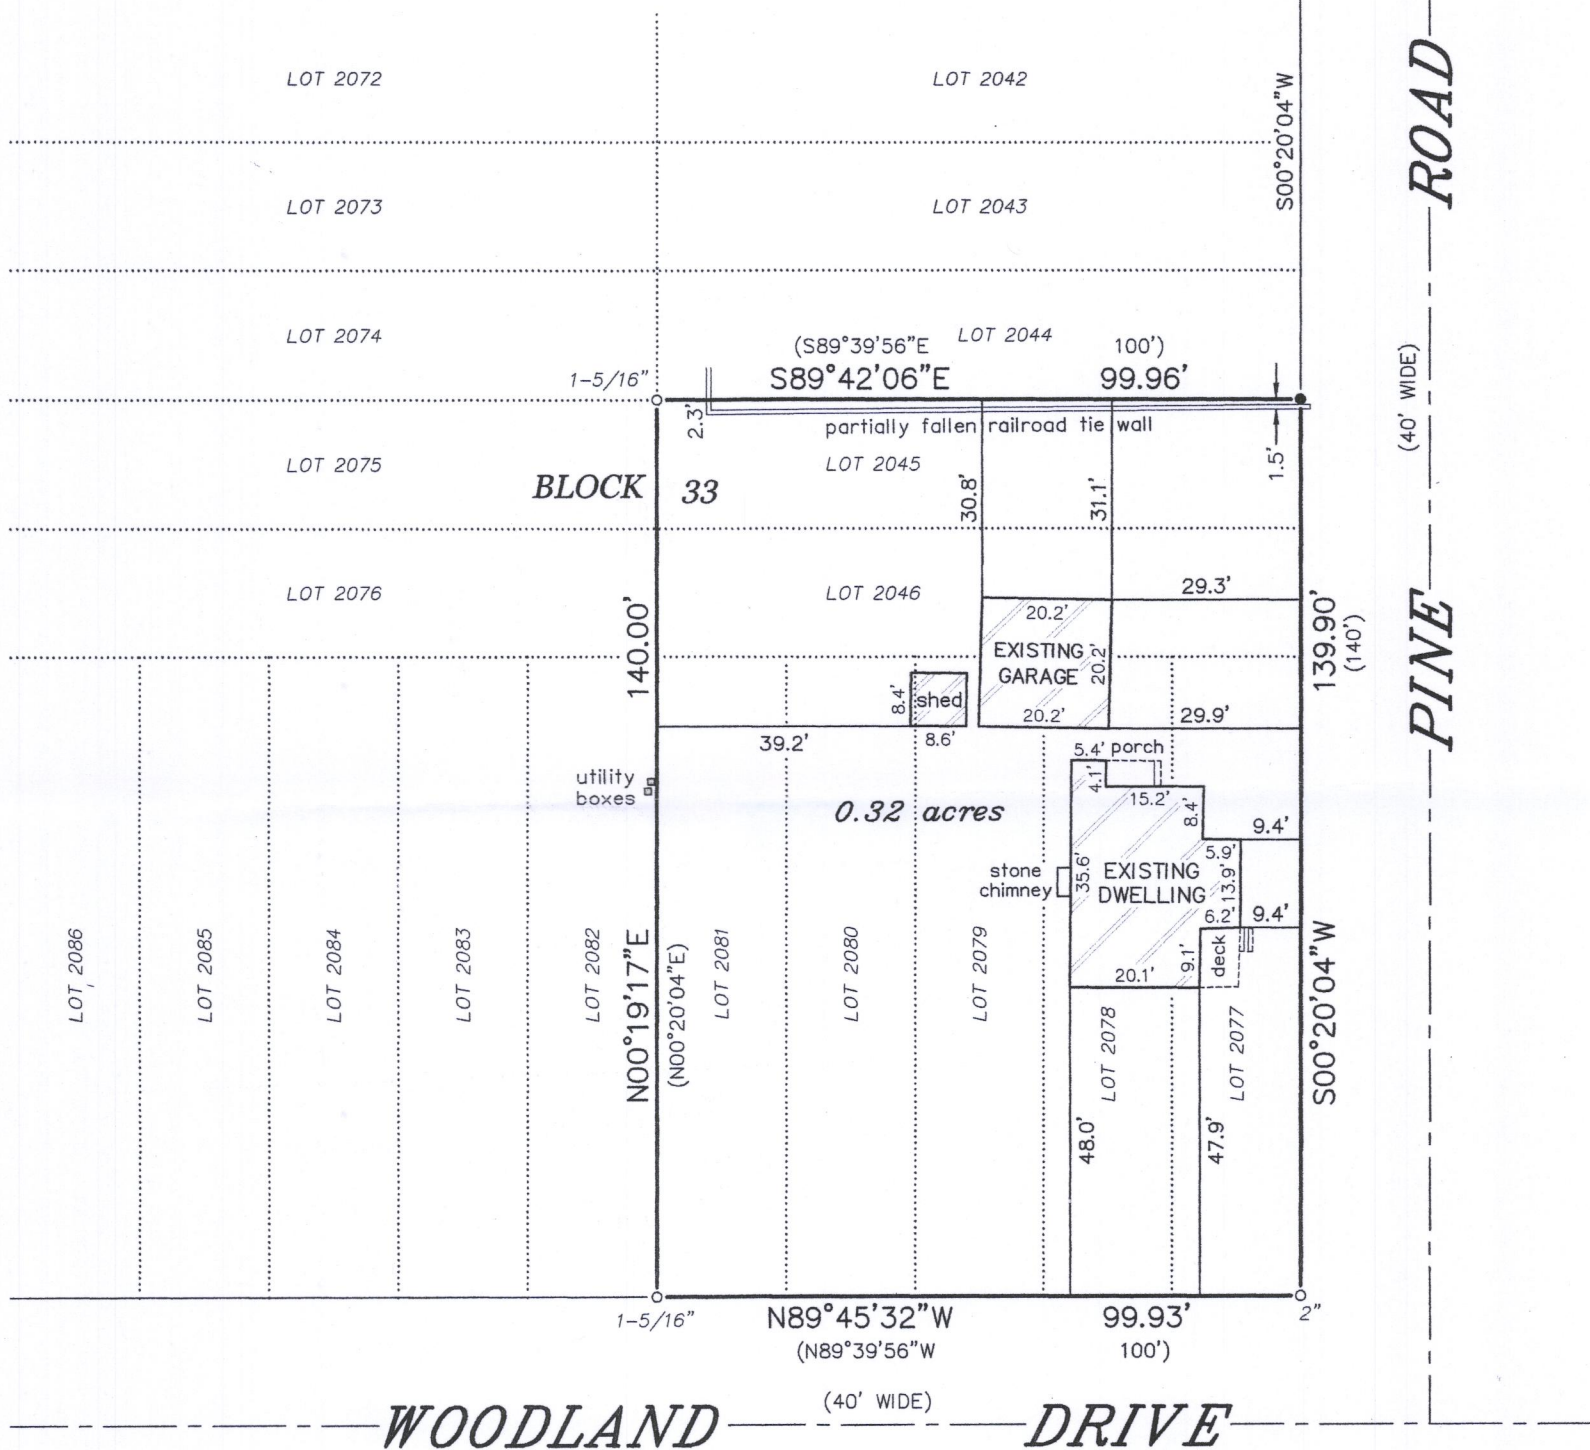 LOT 2072
LOT 2042
S00°20'04"W
ROAD
LOT 2073
LOT 2043
LOT 2074
(S89°39'56"E
LOT 2044
100')
(40' WIDE)
1-5/16"
S89°42'06"E
99.96'
2.3'
partially fallen railroad tie wall
1.5'
LOT 2075
LOT 2045
BLOCK 33
30.8'
31.1'
LOT 2076
LOT 2046
29.3'
140.00'
139.90'
(140')
PINE
20.2'
EXISTING
GARAGE
20.2'
20.2'
8.4'
shed
29.9'
39.2'
8.6'
utility
boxes
5.4' porch
4.1'
15.2'
8.4'
0.32 acres
9.4'
stone
chimney
35.6'
EXISTING
DWELLING
5.9'
13.9'
6.2'
9.4'
deck
9.1'
20.1'
LOT 2086
LOT 2085
LOT 2084
LOT 2083
LOT 2082
N00°19'17"E
(N00°20'04"E)
LOT 2081
LOT 2080
LOT 2079
LOT 2078
LOT 2077
S00°20'04"W
48.0'
47.9'
1-5/16"
N89°45'32"W
99.93'
2"
(N89°39'56"W
100')
(40' WIDE)
WOODLAND DRIVE